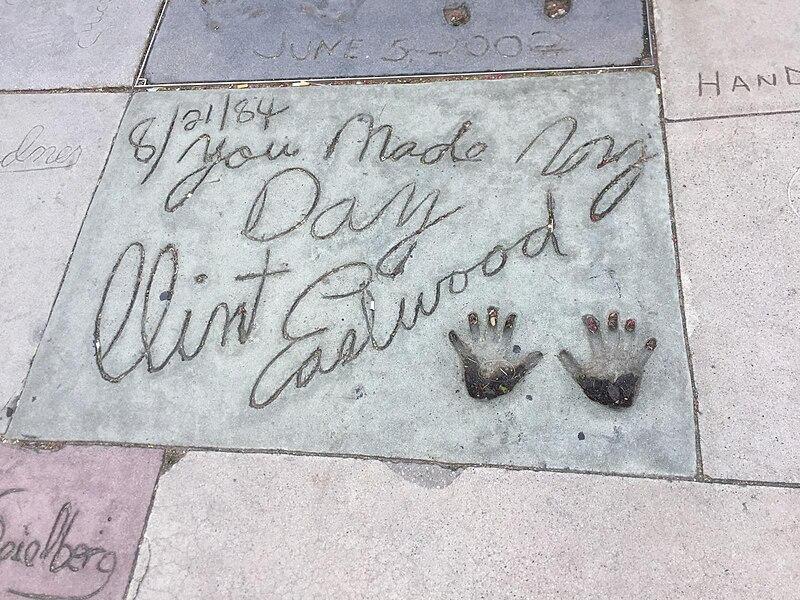 JUNE 5, 2002
HAND
8/21/84
You Made My
Day
Clint
Eastwood